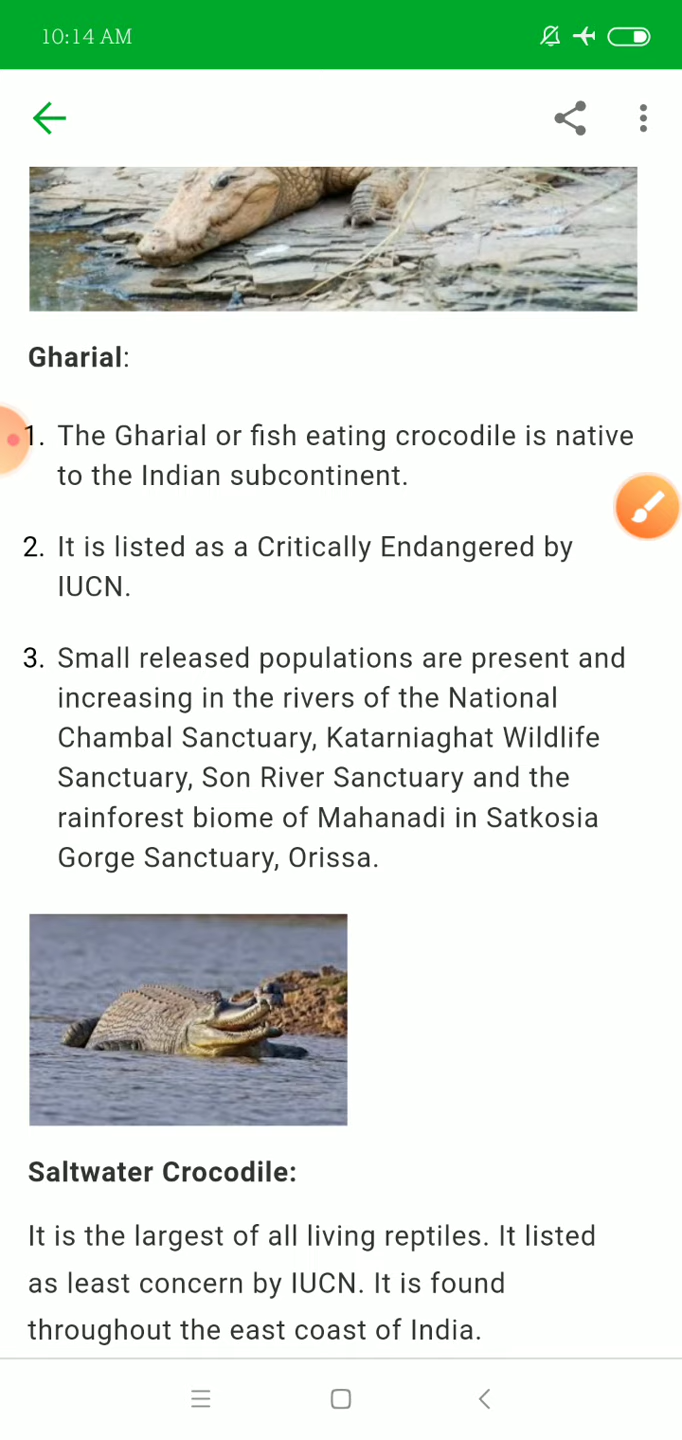 10:14 AM
Gharial:
1. The Gharial or fish eating crocodile is native
to the Indian subcontinent.
2. It is listed as a Critically Endangered by
IUCN.
3. Small released populations are present and
increasing in the rivers of the National
Chambal Sanctuary, Katarniaghat Wildlife
Sanctuary, Son River Sanctuary and the
rainforest biome of Mahanadi in Satkosia
Gorge Sanctuary, Orissa.
Saltwater Crocodile:
It is the largest of all living reptiles. It listed
as least concern by IUCN. It is found
throughout the east coast of India.